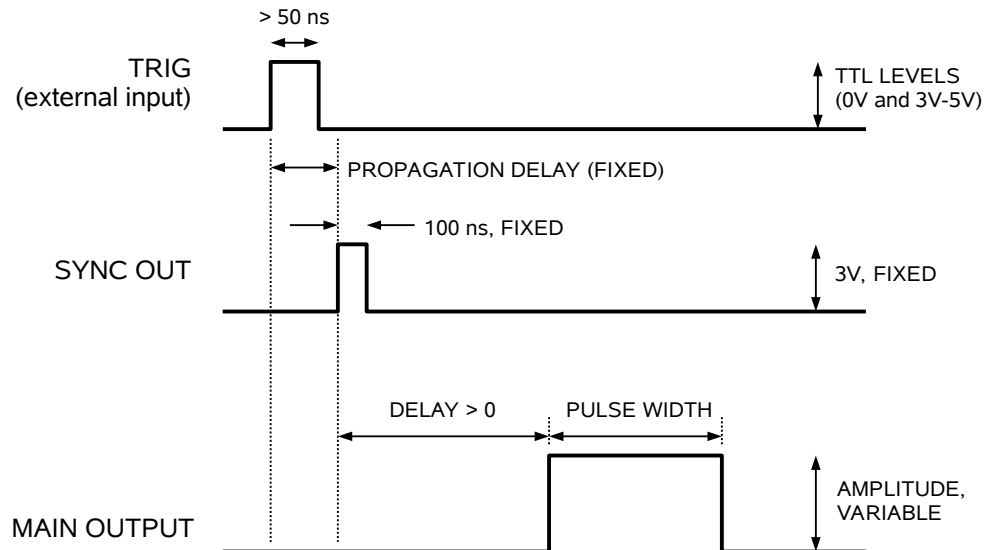 > 50 ns
TRIG
(external input)
TTL LEVELS
(0V and 3V-5V)
PROPAGATION DELAY (FIXED)
100 ns, FIXED
SYNC OUT
3V, FIXED
DELAY > 0
PULSE WIDTH
MAIN OUTPUT
AMPLITUDE,
VARIABLE